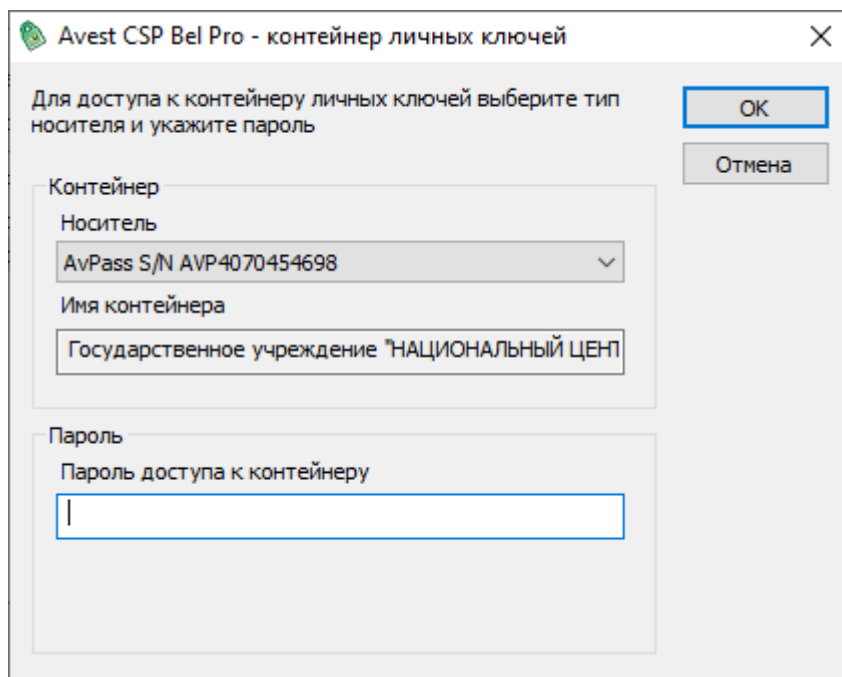 Avest CSP Bel Pro - контейнер личных ключей
Для доступа к контейнеру личных ключей выберите тип
носителя и укажите пароль
OK
Отмена
Контейнер
Носитель
AvPass S/N AVP4070454698
Имя контейнера
Государственное учреждение "НАЦИОНАЛЬНЫЙ ЦЕНТ
Пароль
Пароль доступа к контейнеру